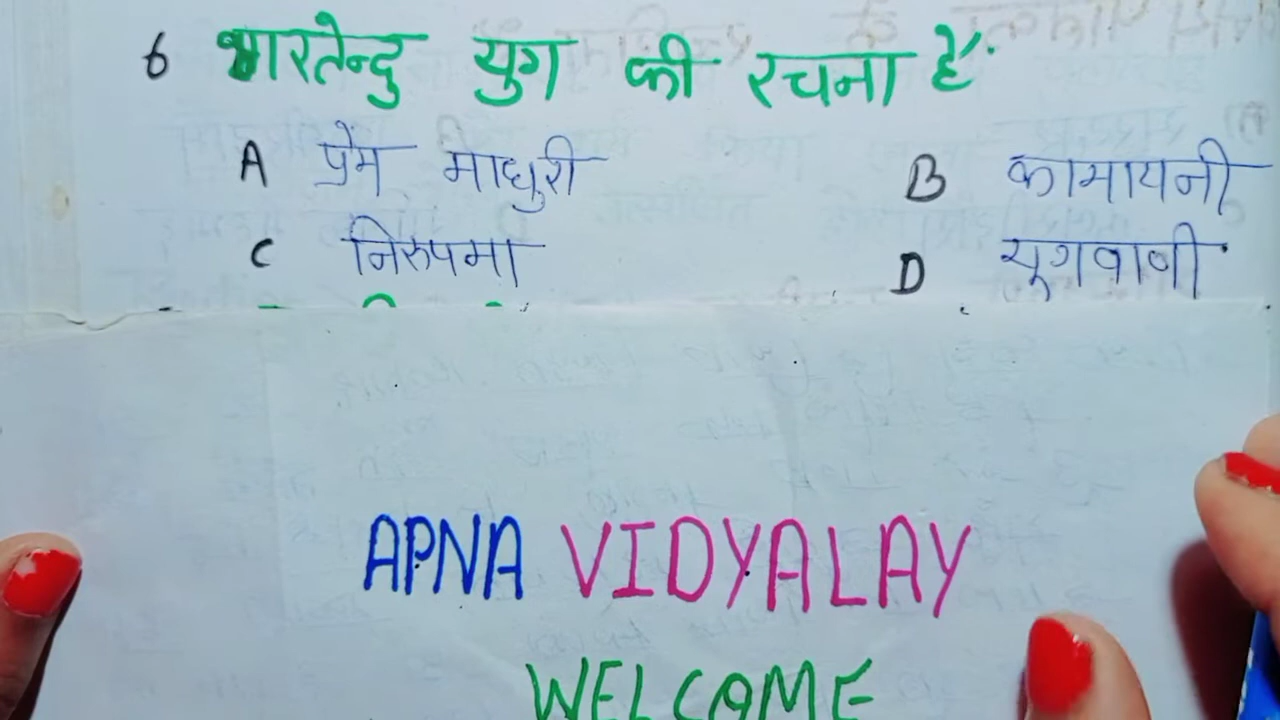 6 भारतेन्दु युग की रचना है
A प्रेम माधुरी B कामायनी
C निरुपमा D युगवाणी
APNA VIDYALAY
WELCOME